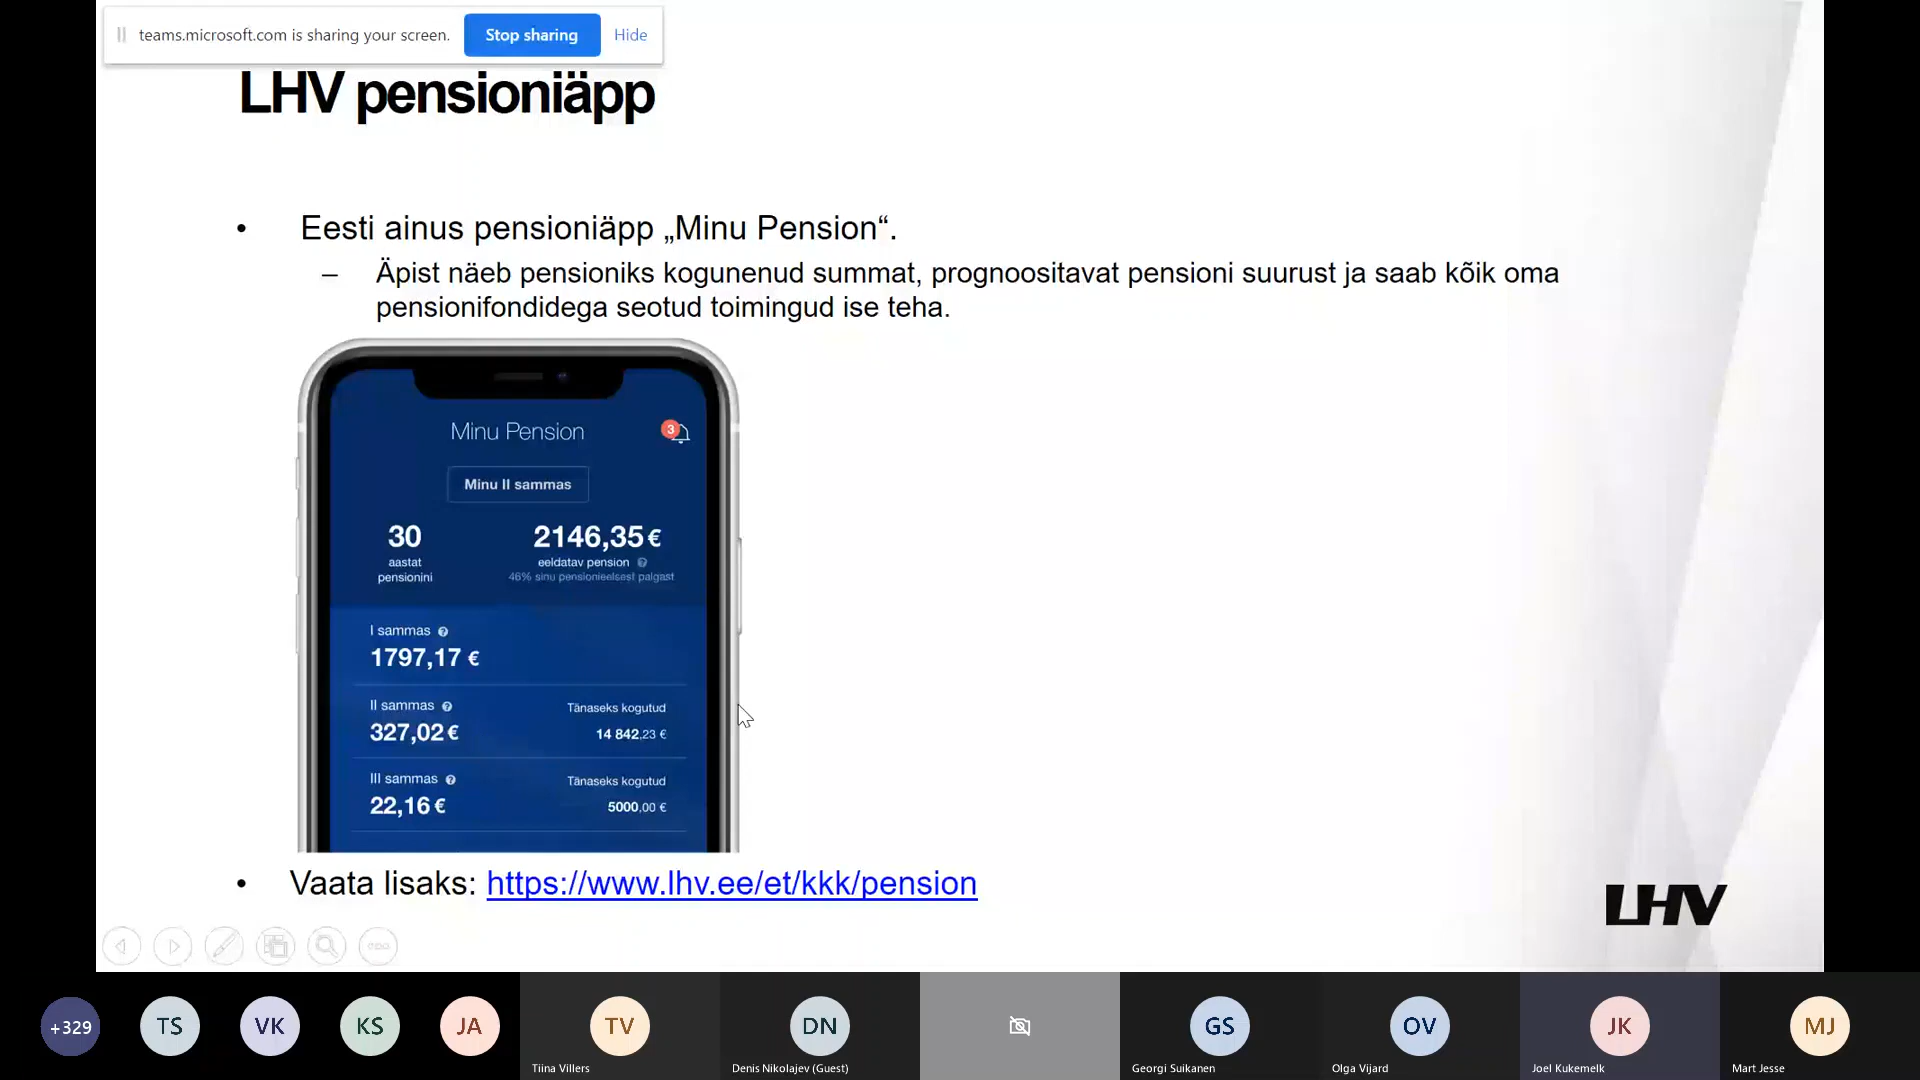 teams.microsoft.com is sharing your screen.
Stop sharing
Hide
LHV pensioniäpp
• Eesti ainus pensioniäpp „Minu Pension“.
– Äpist näeb pensioniks kogunenud summat, prognoositavat pensioni suurust ja saab kõik oma
pensionifondidega seotud toimingud ise teha.
Minu Pension
3
Minu II sammas
30
aastat
pensionini
2146,35 €
eeldatav pension ?
46% sinu pensionieelsest palgast
I sammas ?
1797,17 €
II sammas ?
327,02 €
Tänaseks kogutud
14 842,23 €
III sammas ?
22,16 €
Tänaseks kogutud
5000,00 €
• Vaata lisaks: https://www.lhv.ee/et/kkk/pension
LHV
+329
TS
VK
KS
JA
TV
Tiina Villers
DN
Denis Nikolajev (Guest)
GS
Georgi Suikanen
OV
Olga Vijard
JK
Joel Kukemelk
MJ
Mart Jesse